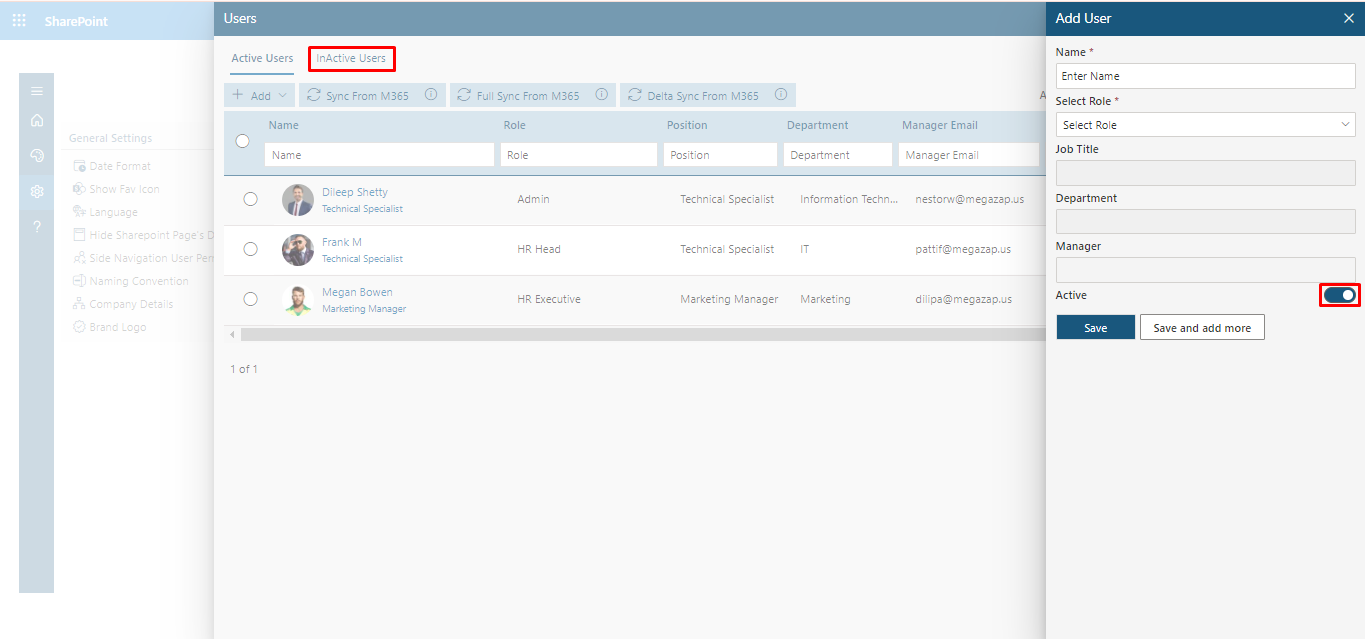 SharePoint
General Settings
Date Format
Show Fav Icon
Language
Hide Sharepoint Page's D
Side Navigation User Per
Naming Convention
Company Details
Brand Logo
Users
Active Users InActive Users
Add Sync From M365 Full Sync From M365 Delta Sync From M365 A
Name Role Position Department Manager Email
Name Role Position Department Manager Email
Dileep Shetty
Technical Specialist
Admin Technical Specialist Information Techn... nestorw@megazap.us
Frank M
Technical Specialist
HR Head Technical Specialist IT pattif@megazap.us
Megan Bowen
Marketing Manager
HR Executive Marketing Manager Marketing dilipa@megazap.us
1 of 1
Add User
Name *
Enter Name
Select Role *
Select Role
Job Title
Department
Manager
Active
Save Save and add more